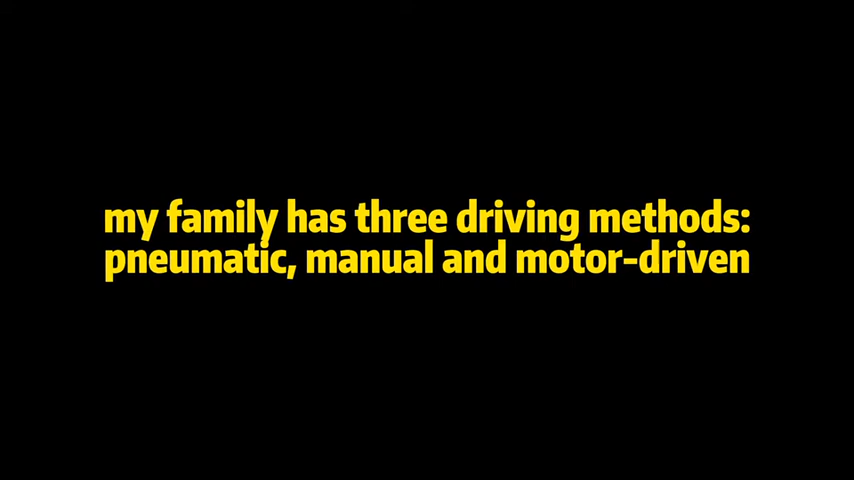 my family has three driving methods:
pneumatic, manual and motor-driven